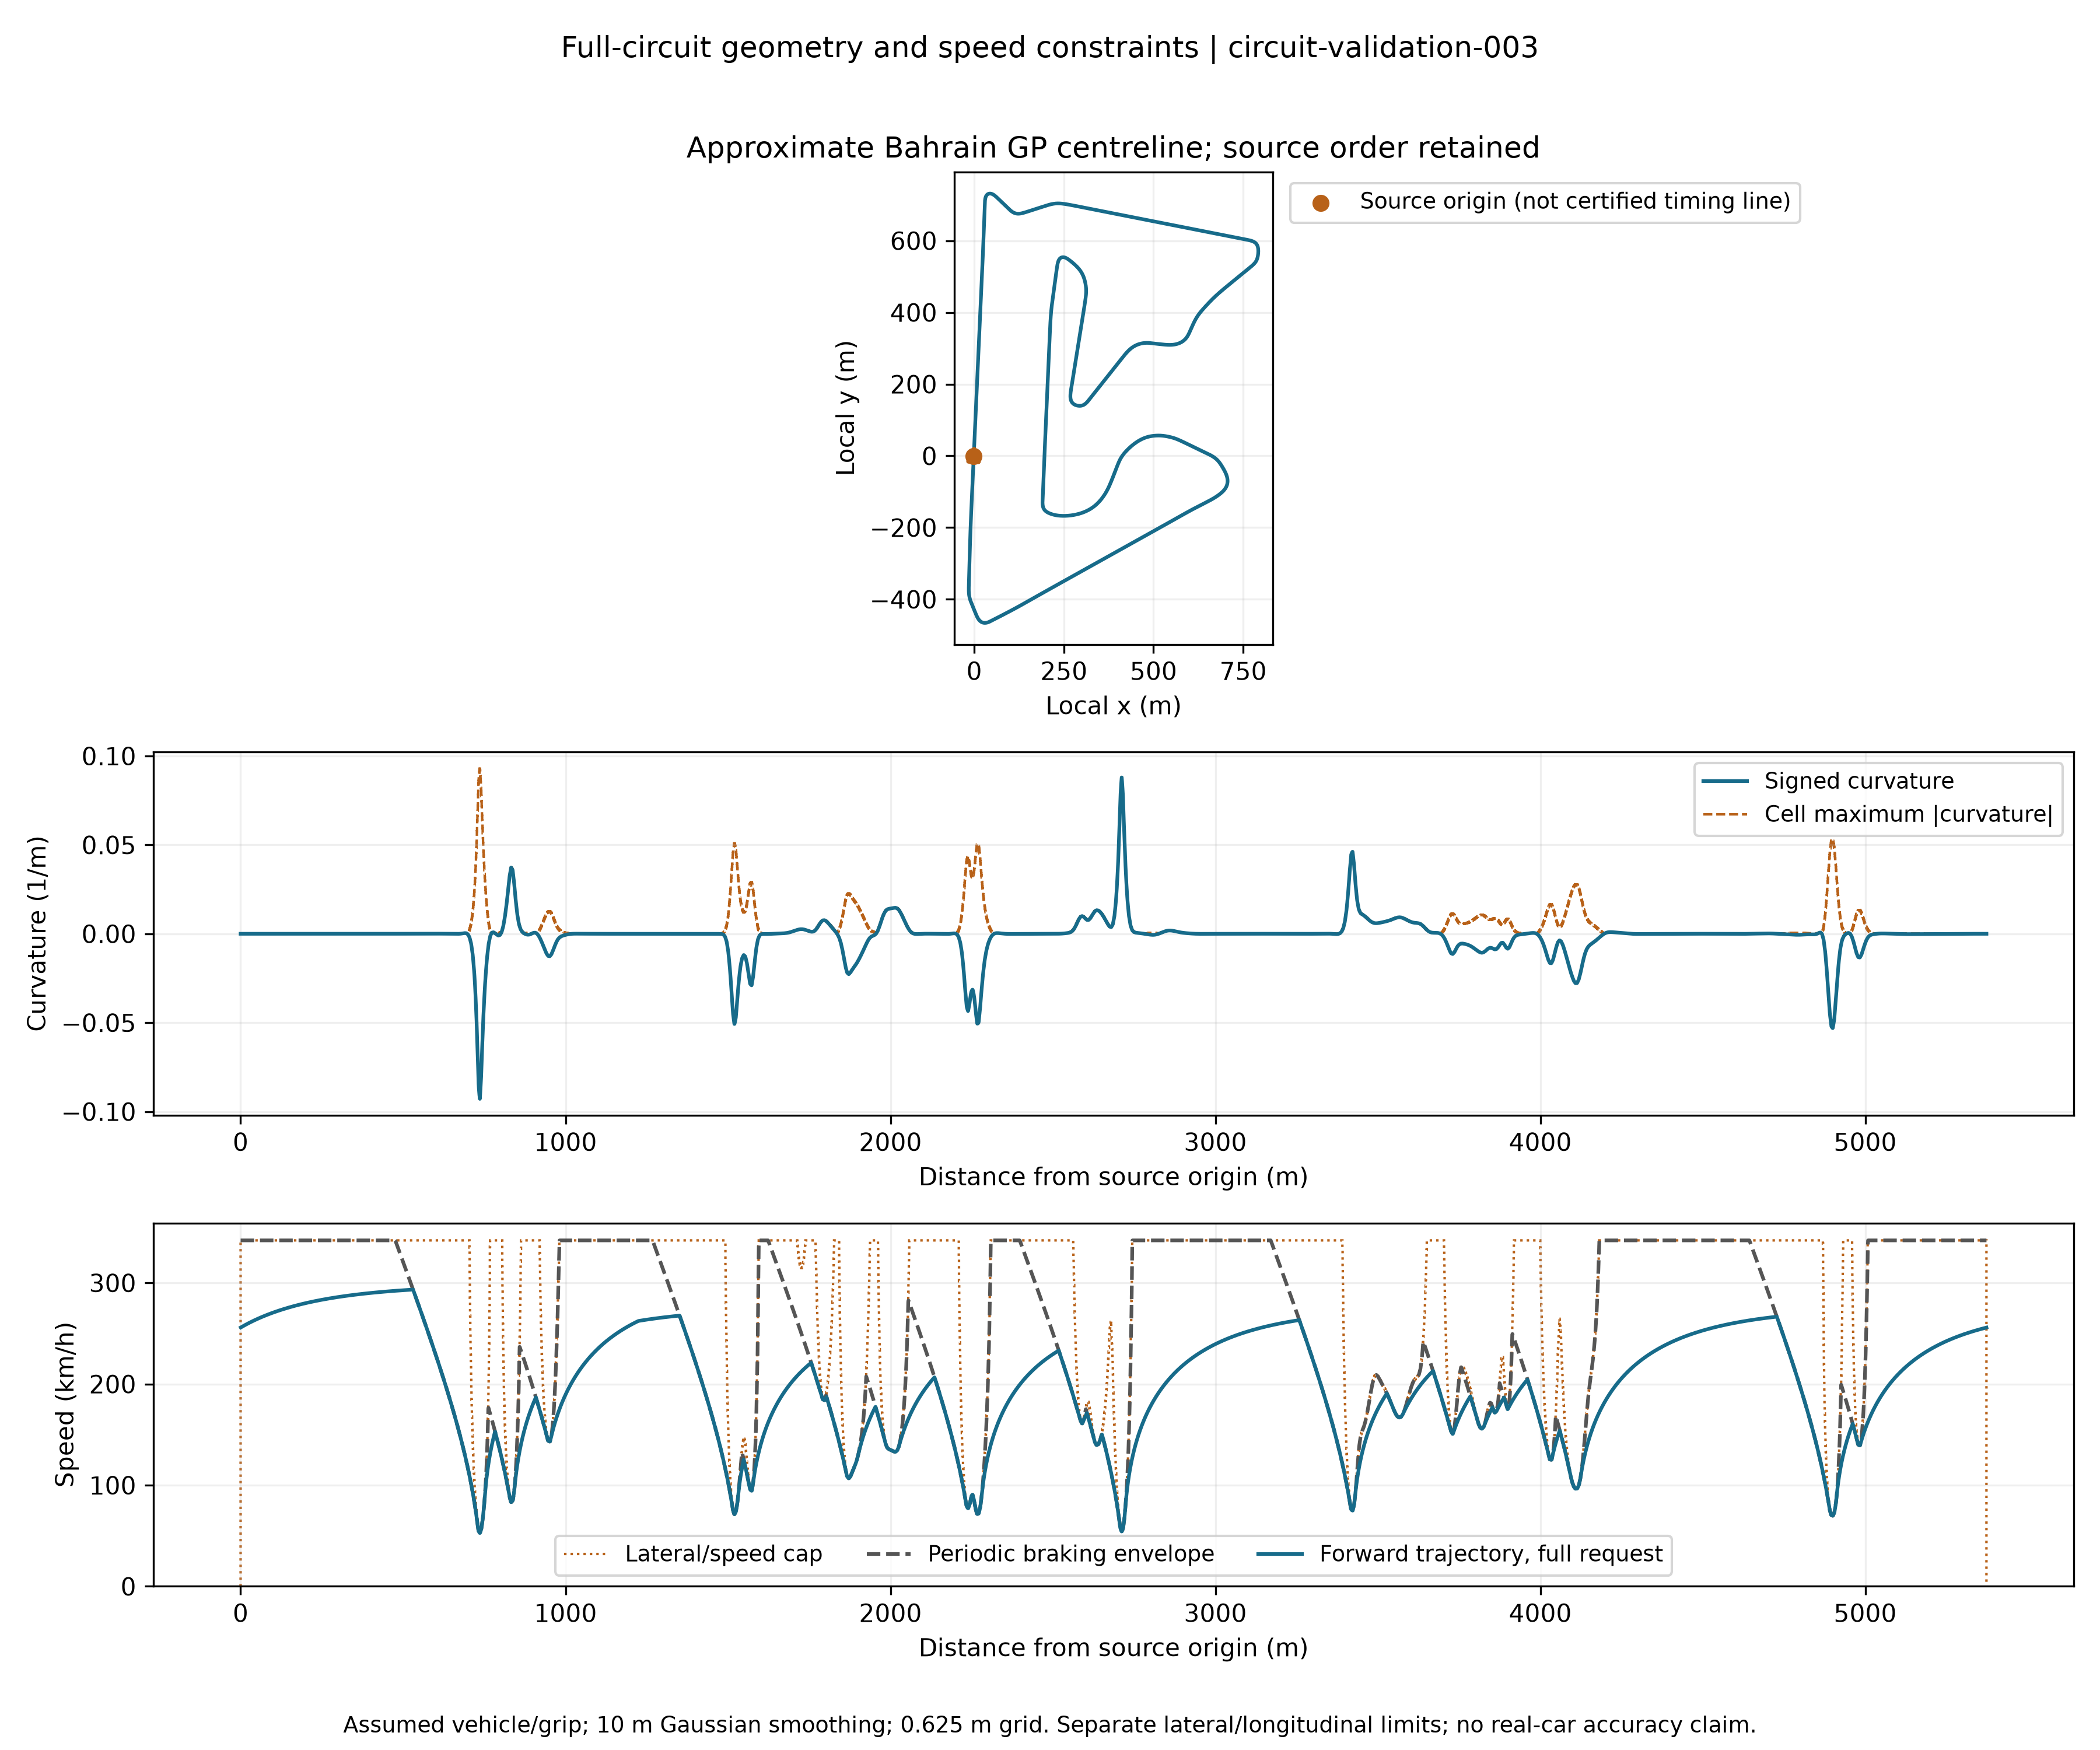 Full-circuit geometry and speed constraints | circuit-validation-003
Approximate Bahrain GP centreline; source order retained
Source origin (not certified timing line)
600
400
200
0
−200
−400
Local y (m)
0 250 500 750
Local x (m)
0.10
0.05
0.00
−0.05
−0.10
Curvature (1/m)
Signed curvature
Cell maximum |curvature|
0 1000 2000 3000 4000 5000
Distance from source origin (m)
300
200
100
0
Speed (km/h)
Lateral/speed cap Periodic braking envelope Forward trajectory, full request
0 1000 2000 3000 4000 5000
Distance from source origin (m)
Assumed vehicle/grip; 10 m Gaussian smoothing; 0.625 m grid. Separate lateral/longitudinal limits; no real-car accuracy claim.